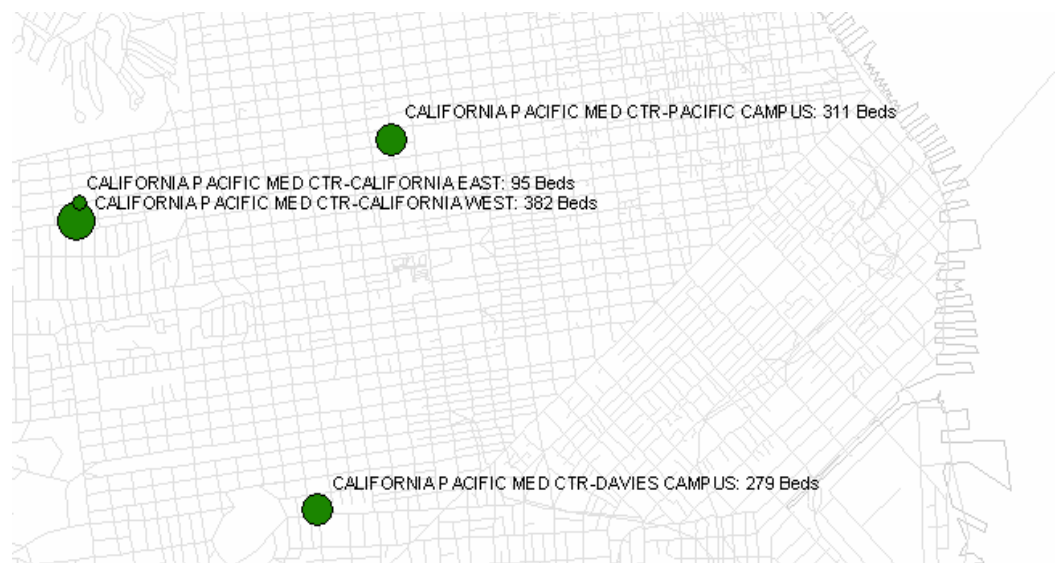 CALIFORNIA PACIFIC MED CTR-PACIFIC CAMPUS: 311 Beds
CALIFORNIA PACIFIC MED CTR-CALIFORNIA EAST: 95 Beds
CALIFORNIA PACIFIC MED CTR-CALIFORNIA WEST: 382 Beds
CALIFORNIA PACIFIC MED CTR-DAVIES CAMPUS: 279 Beds